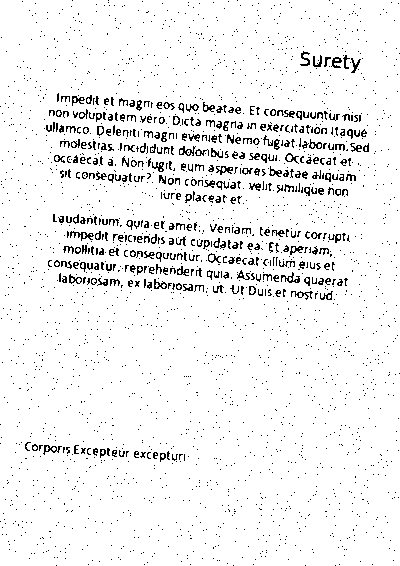 Surety
Impedit et magni eos quo beatae. Et consequuntur nisi
non voluptatem vero. Dicta magna in exercitation itaque
ullamco. Deleniti magni eveniet Nemo fugiat laborum. Sed
molestias. Incididunt doloribus ea sequi. Occaecat et
occaecat a. Non fugit, eum asperiores beatae aliquam
sit consequatur? Non consequat. velit similique non
iure placeat et
Laudantium, quia et amet. Veniam, tenetur corrupti
impedit reiciendis aut cupidatat ea. Et aperiam,
mollitia et consequuntur. Occaecat cillum eius et
consequatur, reprehenderit quia. Assumenda quaerat
laboriosam, ex laboriosam, ut. Ut Duis et nostrud
Corporis Excepteur excepturi